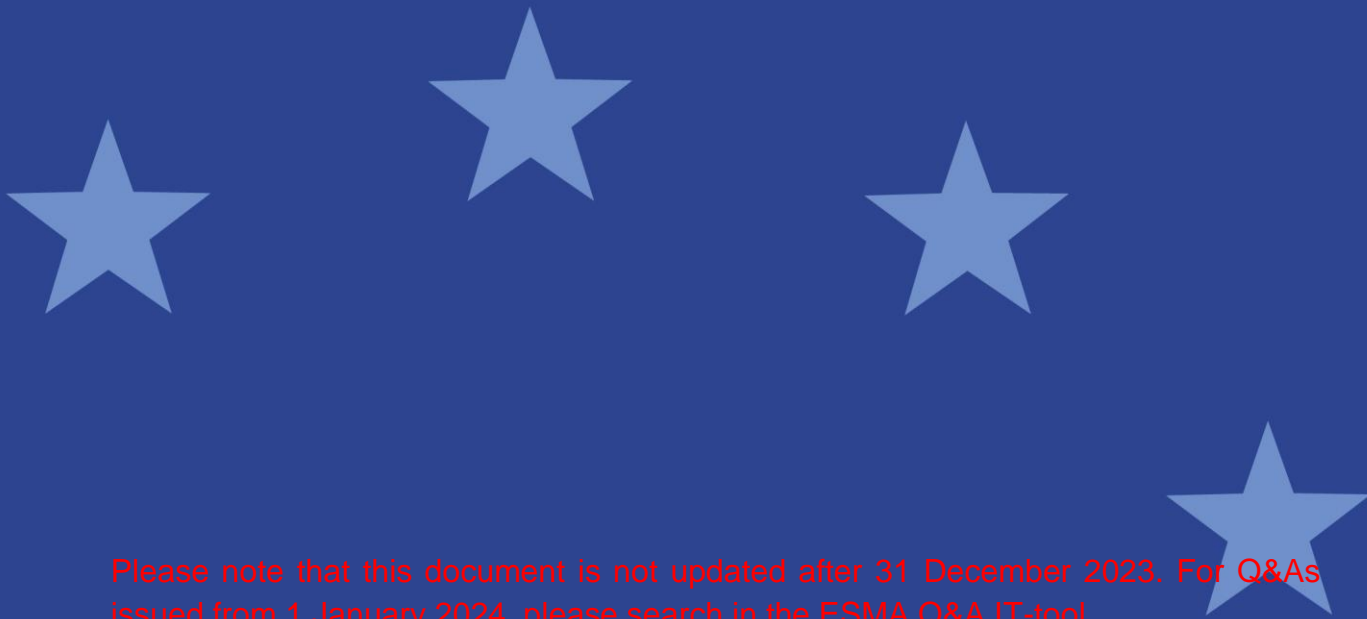 Please note that this document is not updated after 31 December 2023. For Q&As
issued from 1 January 2024, please search in the ESMA Q&A IT-tool